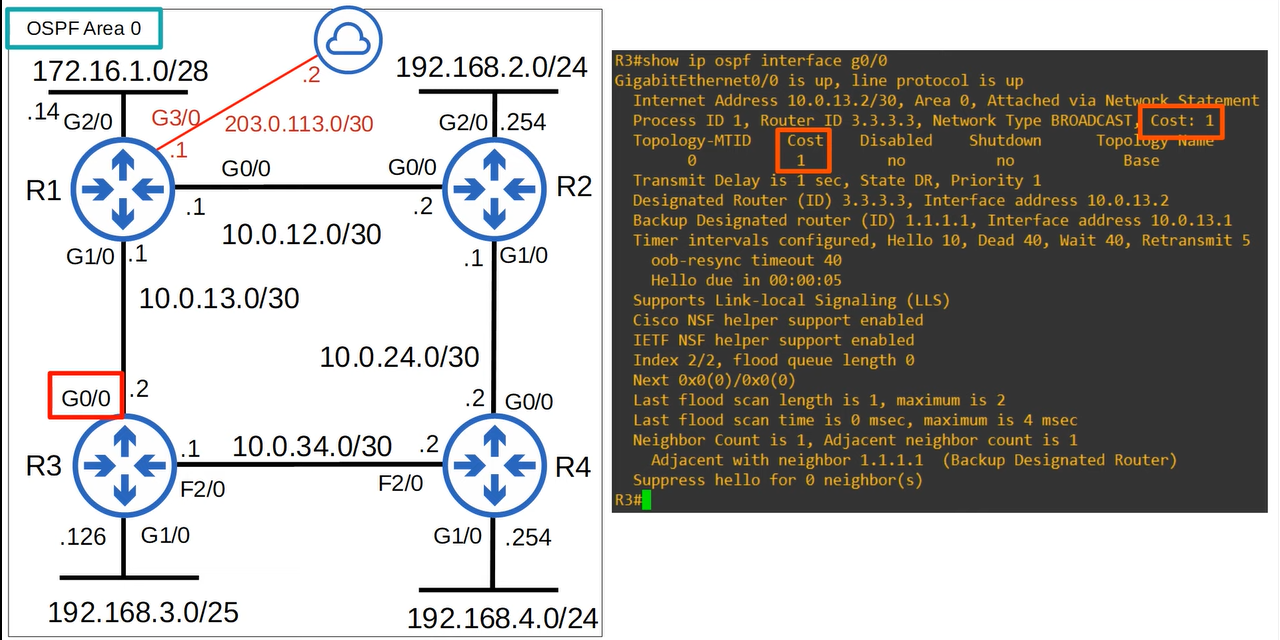 OSPF Area 0
172.16.1.0/28
192.168.2.0/24
.2
.14
G2/0
G3/0
203.0.113.0/30
G2/0
.254
.1
R1
G0/0
G0/0
R2
.1
.2
10.0.12.0/30
G1/0
.1
.1
G1/0
10.0.13.0/30
10.0.24.0/30
G0/0
.2
.2
G0/0
R3
.1
10.0.34.0/30
.2
R4
F2/0
F2/0
.126
G1/0
G1/0
.254
192.168.3.0/25
192.168.4.0/24
R3#show ip ospf interface g0/0
GigabitEthernet0/0 is up, line protocol is up
Internet Address 10.0.13.2/30, Area 0, Attached via Network Statement
Process ID 1, Router ID 3.3.3.3, Network Type BROADCAST, Cost: 1
Topology-MTID Cost Disabled Shutdown Topology Name
0 1 no no Base
Transmit Delay is 1 sec, State DR, Priority 1
Designated Router (ID) 3.3.3.3, Interface address 10.0.13.2
Backup Designated router (ID) 1.1.1.1, Interface address 10.0.13.1
Timer intervals configured, Hello 10, Dead 40, Wait 40, Retransmit 5
oob-resync timeout 40
Hello due in 00:00:05
Supports Link-local Signaling (LLS)
Cisco NSF helper support enabled
IETF NSF helper support enabled
Index 2/2, flood queue length 0
Next 0x0(0)/0x0(0)
Last flood scan length is 1, maximum is 2
Last flood scan time is 0 msec, maximum is 4 msec
Neighbor Count is 1, Adjacent neighbor count is 1
Adjacent with neighbor 1.1.1.1 (Backup Designated Router)
Suppress hello for 0 neighbor(s)
R3#